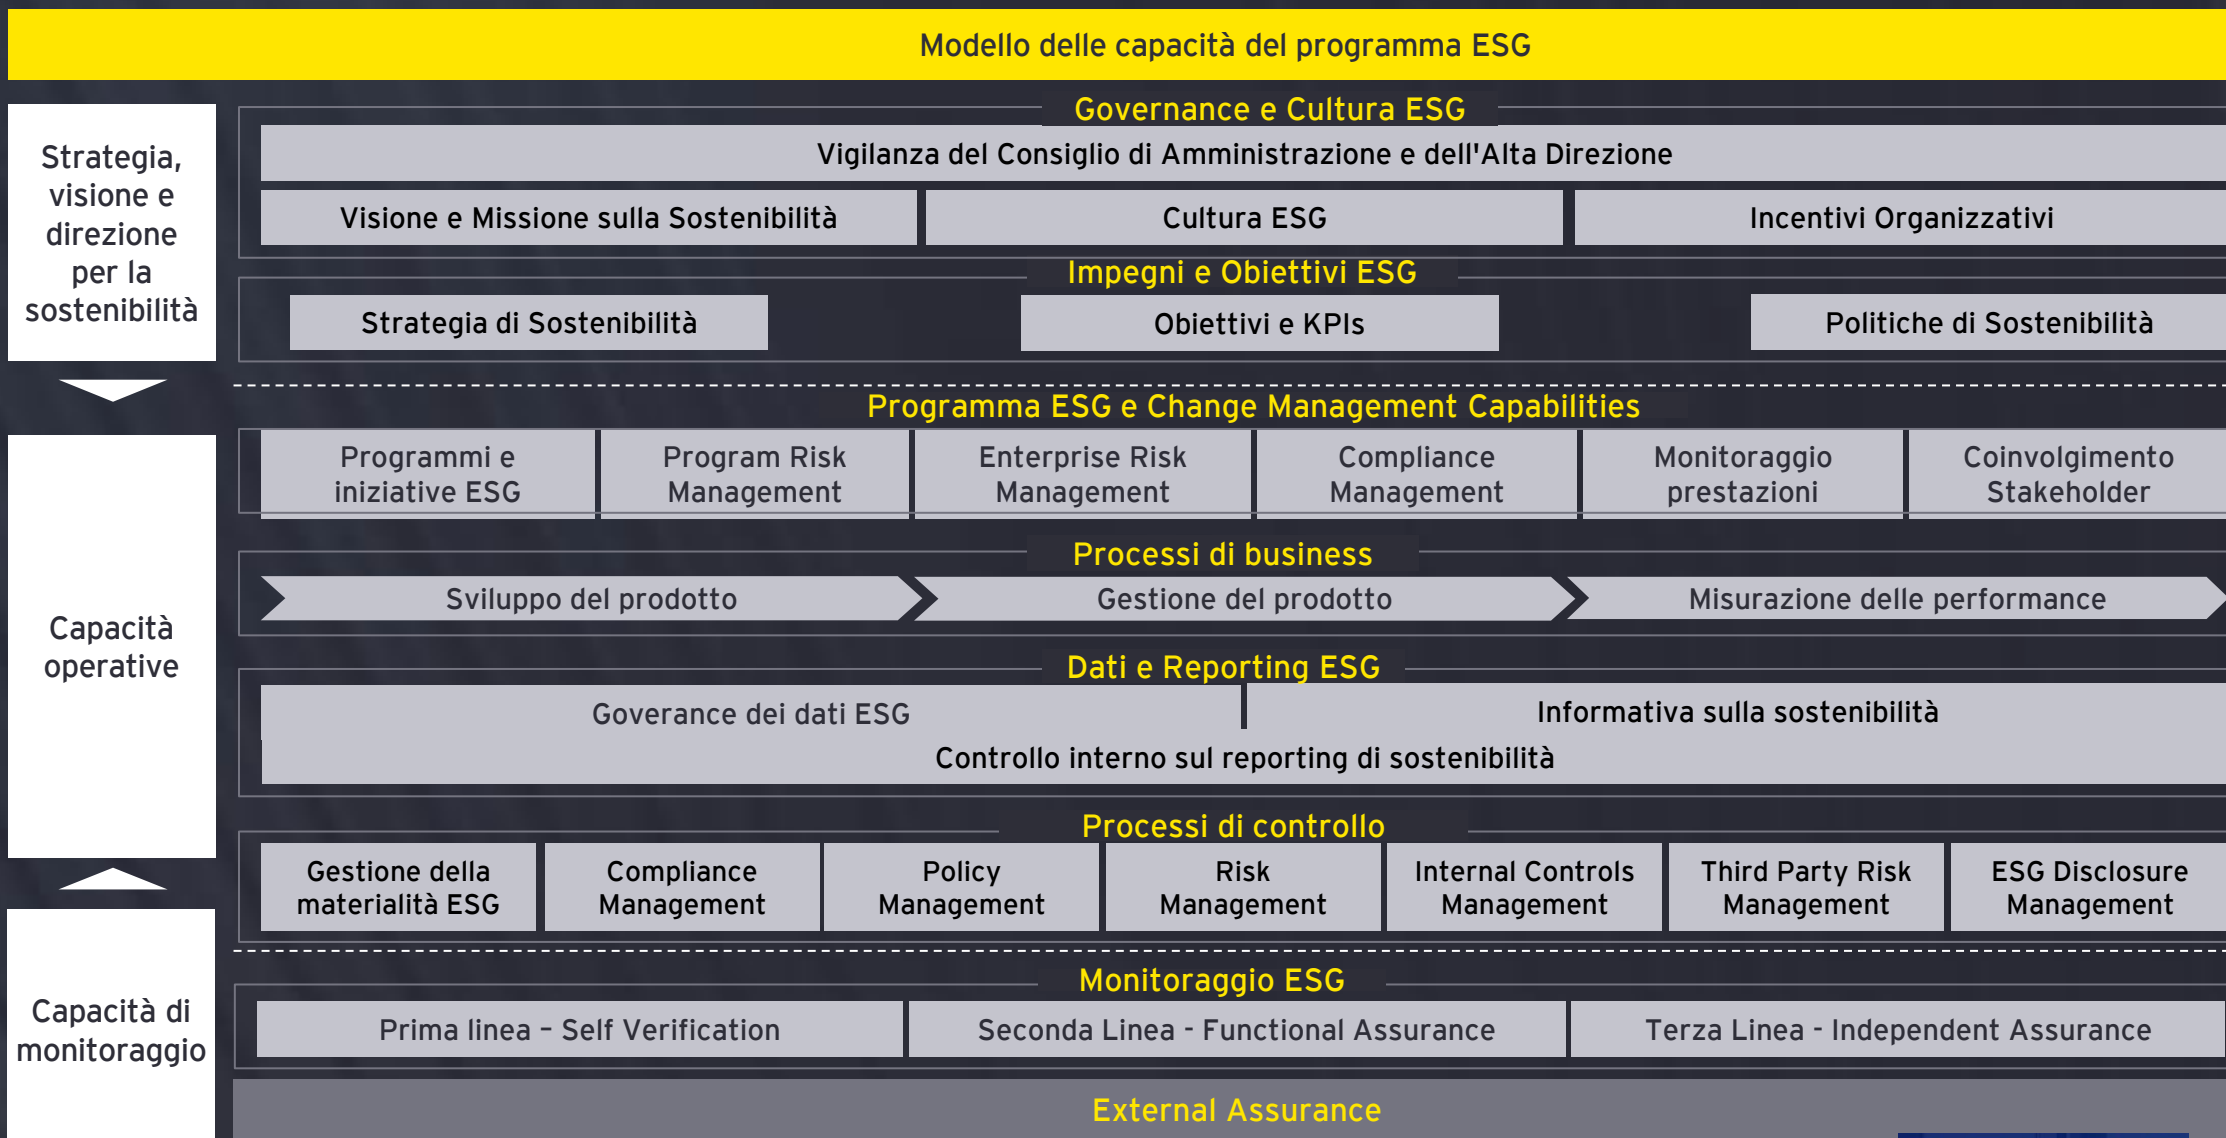 Modello delle capacità del programma ESG
Strategia,
visione e
direzione
per la
sostenibilità
Governance e Cultura ESG
Vigilanza del Consiglio di Amministrazione e dell'Alta Direzione
Visione e Missione sulla Sostenibilità
Cultura ESG
Incentivi Organizzativi
Impegni e Obiettivi ESG
Strategia di Sostenibilità
Obiettivi e KPIs
Politiche di Sostenibilità
Capacità
operative
Programma ESG e Change Management Capabilities
Programmi e
iniziative ESG
Program Risk
Management
Enterprise Risk
Management
Compliance
Management
Monitoraggio
prestazioni
Coinvolgimento
Stakeholder
Processi di business
Sviluppo del prodotto
Gestione del prodotto
Misurazione delle performance
Dati e Reporting ESG
Goverance dei dati ESG
Informativa sulla sostenibilità
Controllo interno sul reporting di sostenibilità
Processi di controllo
Gestione della
materialità ESG
Compliance
Management
Policy
Management
Risk
Management
Internal Controls
Management
Third Party Risk
Management
ESG Disclosure
Management
Capacità di
monitoraggio
Monitoraggio ESG
Prima linea – Self Verification
Seconda Linea - Functional Assurance
Terza Linea - Independent Assurance
External Assurance